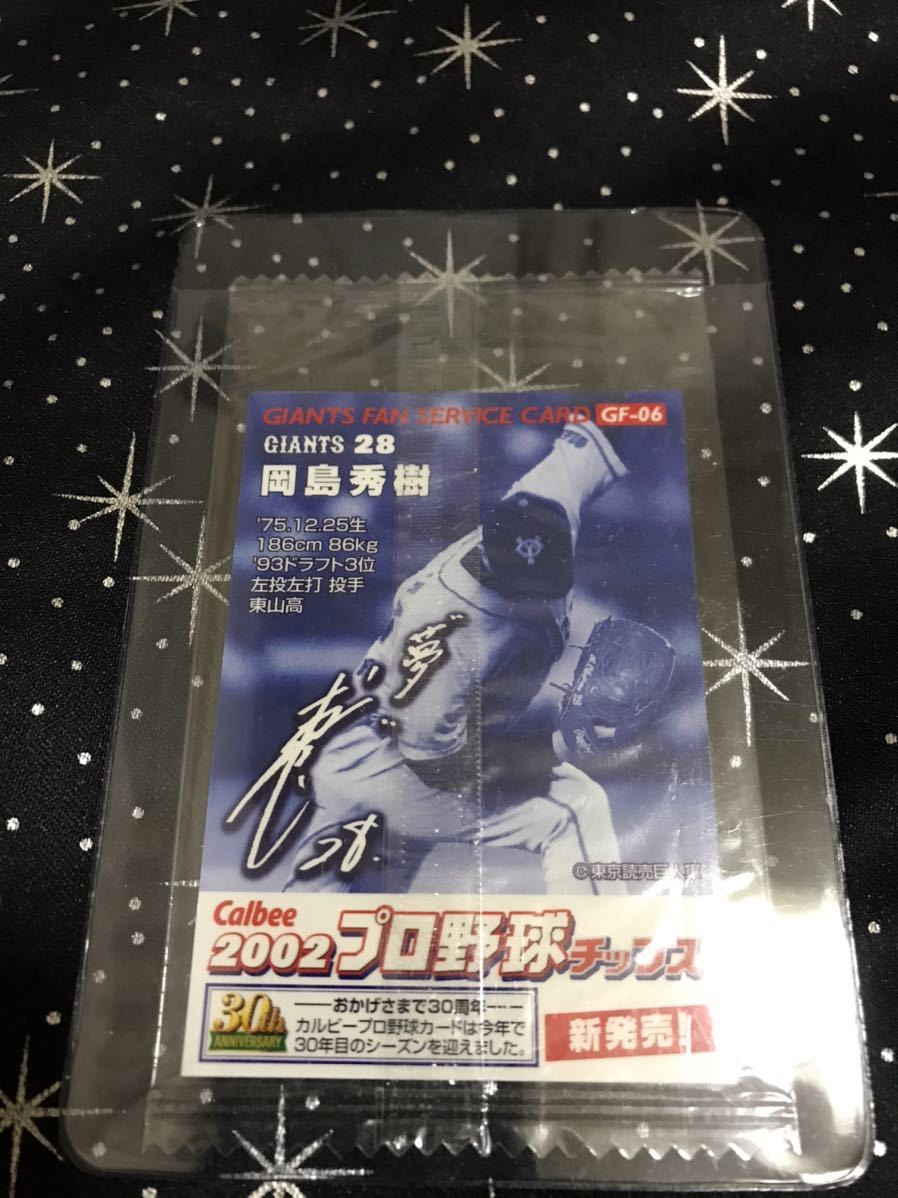 GIANTS FAN SERVICE CARD GF-06
GIANTS 28
岡島秀樹
'75.12.25生
186cm 86kg
'93ドラフト3位
左投左打 投手
東山高
"夢"
28.
©東京読売巨人軍
Calbee
2002プロ野球チップス
30th
ANNIVERSARY
おかげさまで30周年
カルビープロ野球カードは今年で
30年目のシーズンを迎えました。
新発売!